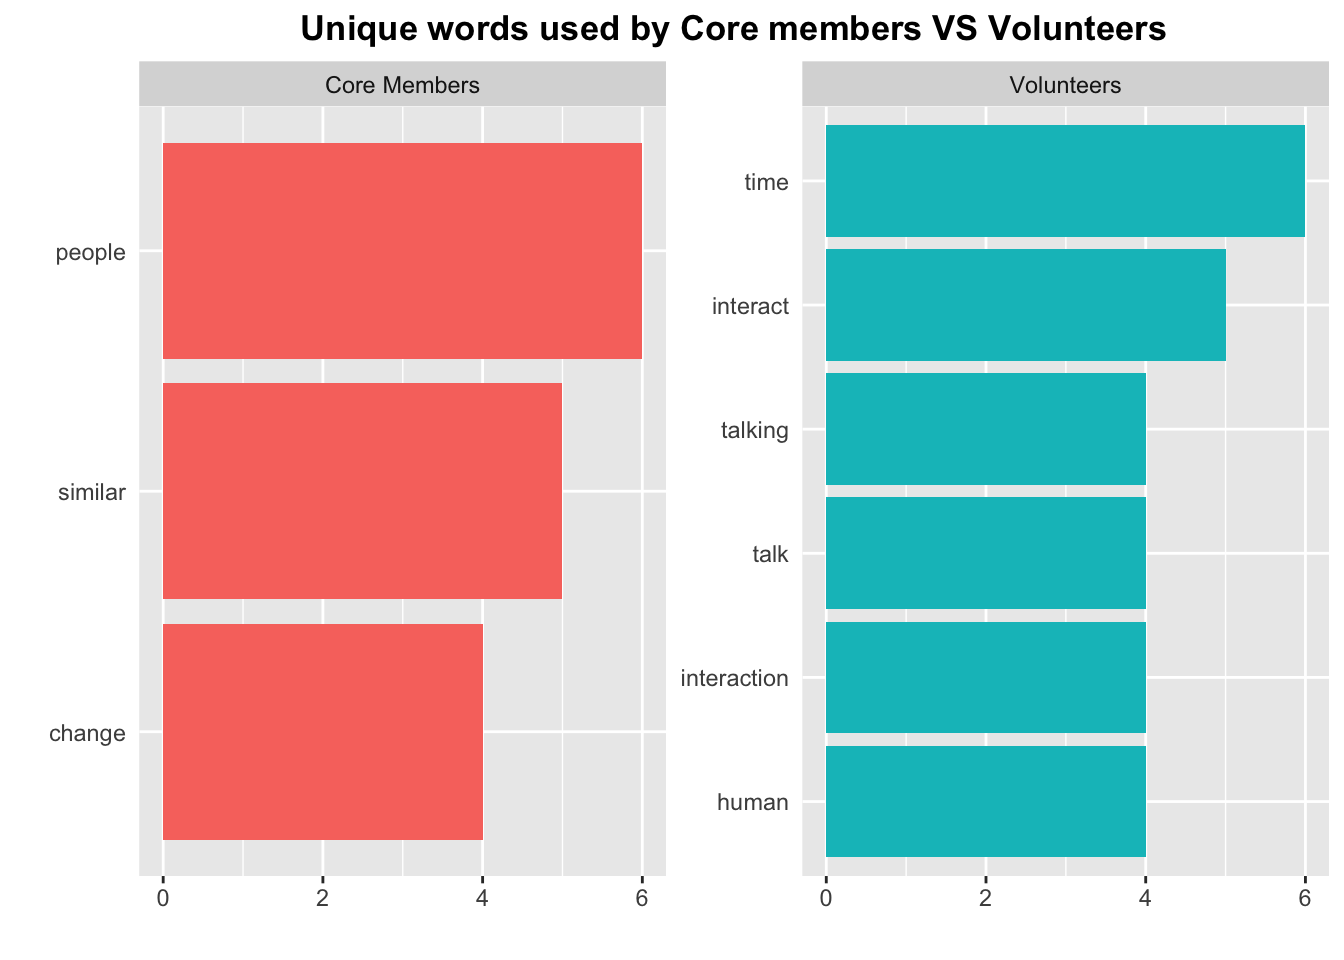 Unique words used by Core members VS Volunteers
Core Members
people
similar
change
0 2 4 6
Volunteers
time
interact
talking
talk
interaction
human
0 2 4 6